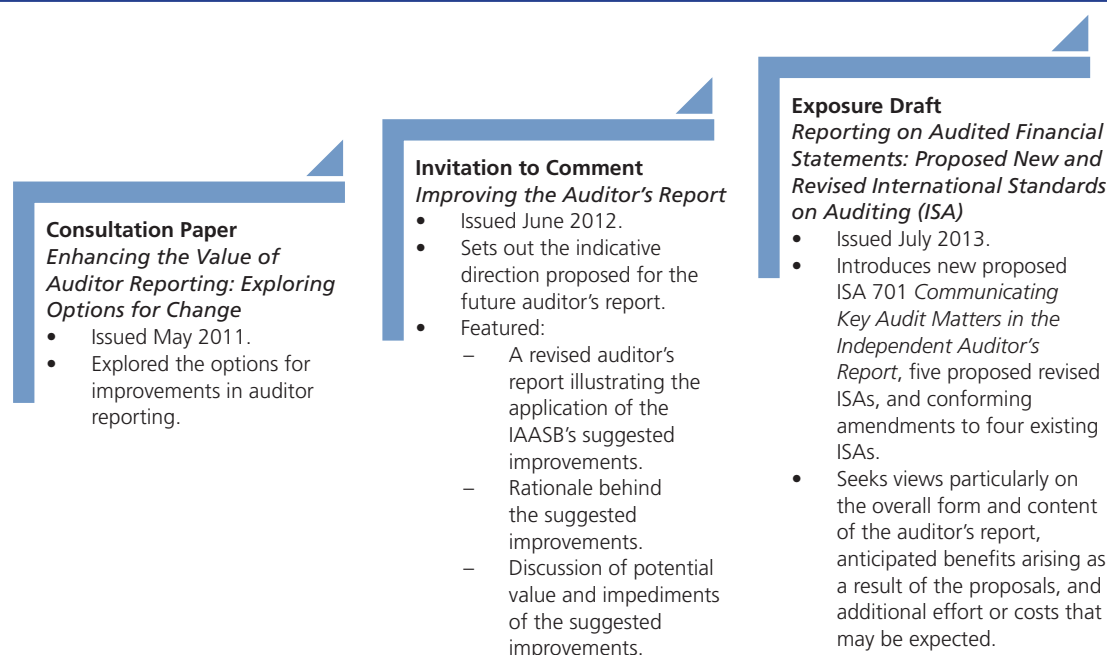 Consultation Paper
Enhancing the Value of
Auditor Reporting: Exploring
Options for Change
• Issued May 2011.
• Explored the options for
improvements in auditor
reporting.
Invitation to Comment
Improving the Auditor’s Report
• Issued June 2012.
• Sets out the indicative
direction proposed for the
future auditor’s report.
• Featured:
– A revised auditor’s
report illustrating the
application of the
IAASB’s suggested
improvements.
– Rationale behind
the suggested
improvements.
– Discussion of potential
value and impediments
of the suggested
improvements.
Exposure Draft
Reporting on Audited Financial
Statements: Proposed New and
Revised International Standards
on Auditing (ISA)
• Issued July 2013.
• Introduces new proposed
ISA 701 Communicating
Key Audit Matters in the
Independent Auditor’s
Report, five proposed revised
ISAs, and conforming
amendments to four existing
ISAs.
• Seeks views particularly on
the overall form and content
of the auditor’s report,
anticipated benefits arising as
a result of the proposals, and
additional effort or costs that
may be expected.